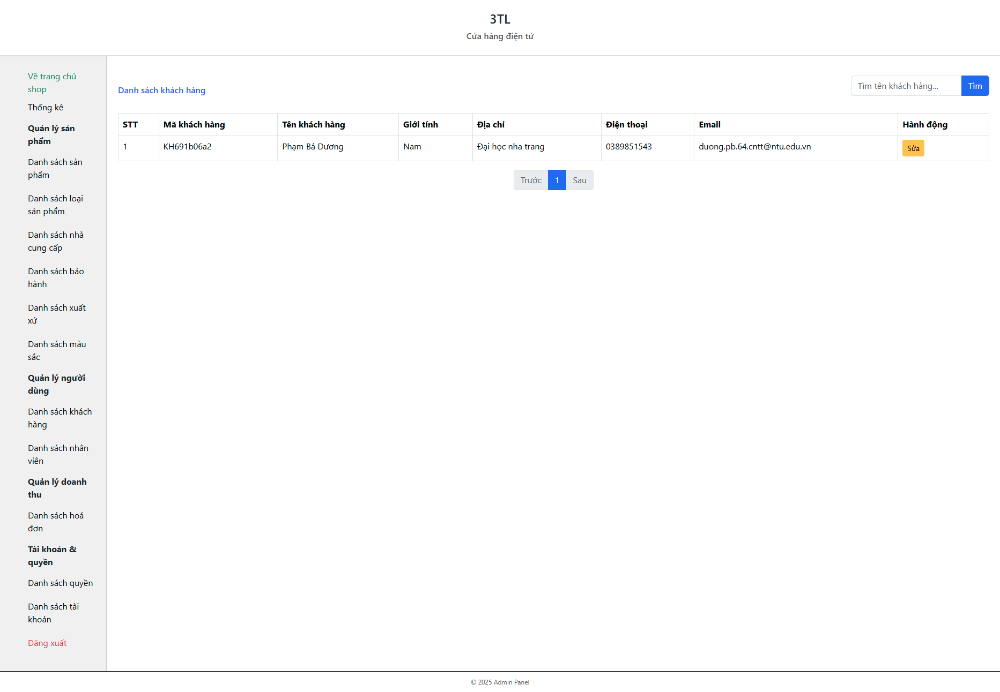 3TL
Cửa hàng điện tử
Về trang chủ
shop
Thống kê
Quản lý sản
phẩm
Danh sách sản
phẩm
Danh sách loại
sản phẩm
Danh sách nhà
cung cấp
Danh sách bảo
hành
Danh sách xuất
xứ
Danh sách màu
sắc
Quản lý người
dùng
Danh sách khách
hàng
Danh sách nhân
viên
Quản lý doanh
thu
Danh sách hoá
đơn
Tài khoản &
quyền
Danh sách quyền
Danh sách tài
khoản
Đăng xuất
Danh sách khách hàng
Tìm tên khách hàng... Tìm
STT Mã khách hàng Tên khách hàng Giới tính Địa chỉ Điện thoại Email Hành động
1 KH691b06a2 Phạm Bá Dương Nam Đại học nha trang 0389851543 duong.pb.64.cntt@ntu.edu.vn Sửa
Trước 1 Sau
© 2025 Admin Panel